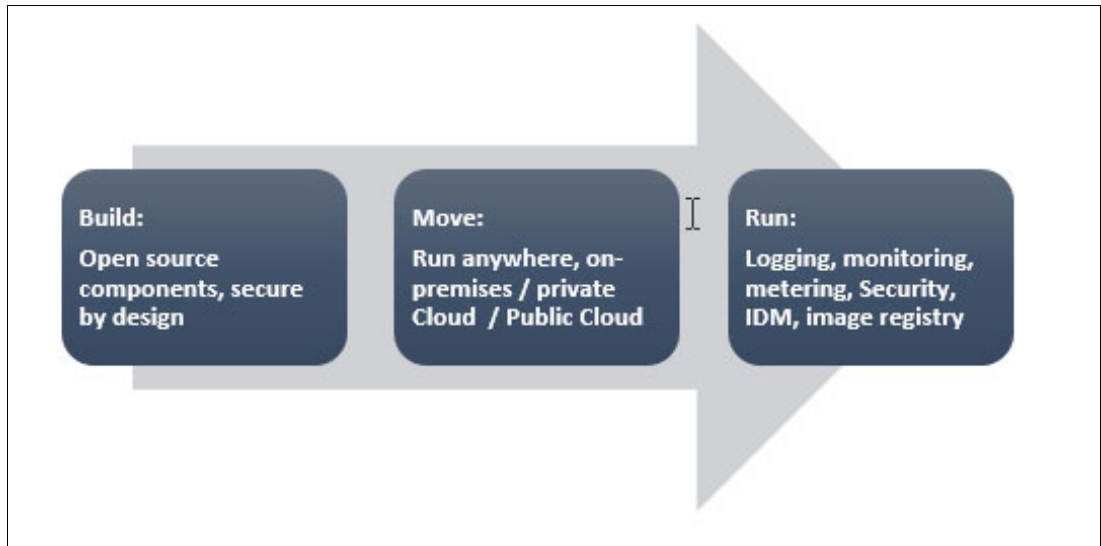 Build:
Open source
components, secure
by design
Move:
Run anywhere, on-
premises / private
Cloud / Public Cloud
Run:
Logging, monitoring,
metering, Security,
IDM, image registry